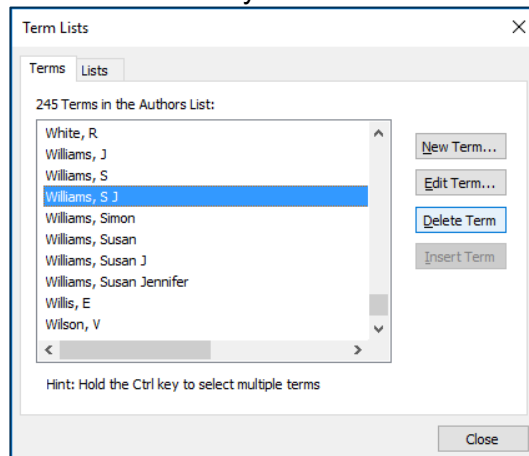 Term Lists
Terms Lists
245 Terms in the Authors List:
White, R
Williams, J
Williams, S
Williams, S J
Williams, Simon
Williams, Susan
Williams, Susan J
Williams, Susan Jennifer
Willis, E
Wilson, V
New Term...
Edit Term...
Delete Term
Insert Term
Hint: Hold the Ctrl key to select multiple terms
Close